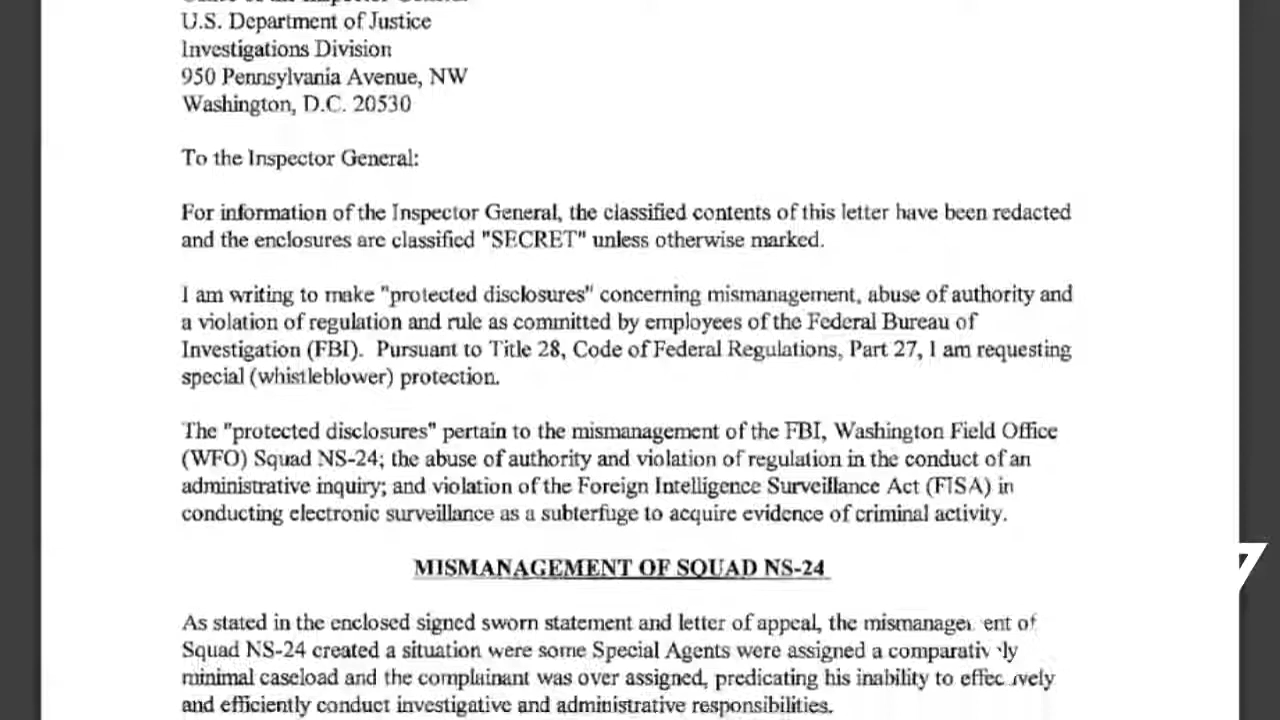 U.S. Department of Justice
Investigations Division
950 Pennsylvania Avenue, NW
Washington, D.C. 20530
To the Inspector General:
For information of the Inspector General, the classified contents of this letter have been redacted
and the enclosures are classified "SECRET" unless otherwise marked.
I am writing to make "protected disclosures" concerning mismanagement, abuse of authority and
a violation of regulation and rule as committed by employees of the Federal Bureau of
Investigation (FBI). Pursuant to Title 28, Code of Federal Regulations, Part 27, I am requesting
special (whistleblower) protection.
The "protected disclosures" pertain to the mismanagement of the FBI, Washington Field Office
(WFO) Squad NS-24; the abuse of authority and violation of regulation in the conduct of an
administrative inquiry; and violation of the Foreign Intelligence Surveillance Act (FISA) in
conducting electronic surveillance as a subterfuge to acquire evidence of criminal activity.
MISMANAGEMENT OF SQUAD NS-24
As stated in the enclosed signed sworn statement and letter of appeal, the of
Squad NS-24 created a situation were some Special Agents were assigned a
minimal caseload and the complainant was over assigned, predicating his inability to
and efficiently conduct investigative and administrative responsibilities.